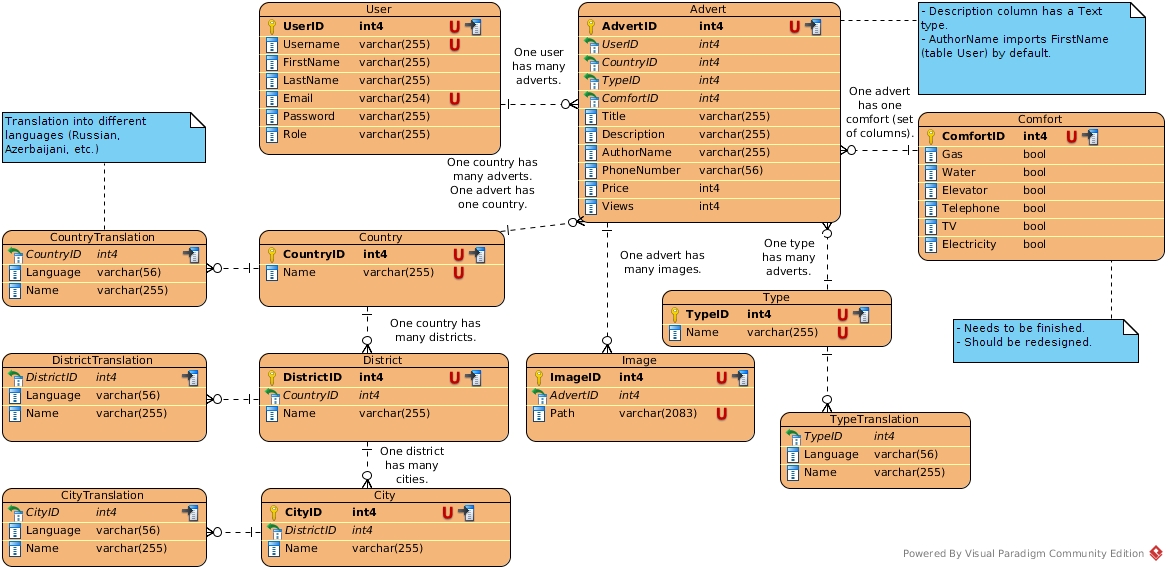 User
UserID int4 U
Username varchar(255) U
FirstName varchar(255)
LastName varchar(255)
Email varchar(254) U
Password varchar(255)
Role varchar(255)
One user
has many
adverts.
Advert
AdvertID int4 U
UserID int4
CountryID int4
TypeID int4
ComfortID int4
Title varchar(255)
Description varchar(255)
AuthorName varchar(255)
PhoneNumber varchar(56)
Price int4
Views int4
- Description column has a Text
type.
- AuthorName imports FirstName
(table User) by default.
One advert
has one
comfort (set
of columns).
Comfort
ComfortID int4 U
Gas bool
Water bool
Elevator bool
Telephone bool
TV bool
Electricity bool
Translation into different
languages (Russian,
Azerbaijani, etc.)
One country has
many adverts.
One advert has
one country.
CountryTranslation
CountryID int4
Language varchar(56)
Name varchar(255)
Country
CountryID int4 U
Name varchar(255) U
One advert has
many images.
One type
has many
adverts.
Type
TypeID int4 U
Name varchar(255) U
- Needs to be finished.
- Should be redesigned.
One country has
many districts.
DistrictTranslation
DistrictID int4
Language varchar(56)
Name varchar(255)
District
DistrictID int4 U
CountryID int4
Name varchar(255)
Image
ImageID int4 U
AdvertID int4
Path varchar(2083) U
TypeTranslation
TypeID int4
Language varchar(56)
Name varchar(255)
One district
has many
cities.
CityTranslation
CityID int4
Language varchar(56)
Name varchar(255)
City
CityID int4 U
DistrictID int4
Name varchar(255)
Powered By Visual Paradigm Community Edition